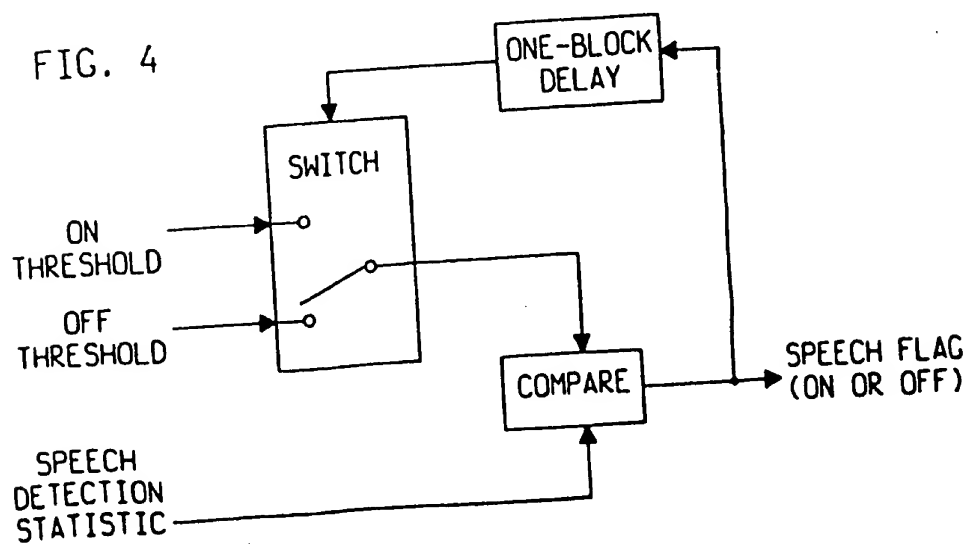 FIG. 4
ONE-BLOCK
DELAY
SWITCH
ON
THRESHOLD
OFF
THRESHOLD
COMPARE
SPEECH FLAG
(ON OR OFF)
SPEECH
DETECTION
STATISTIC